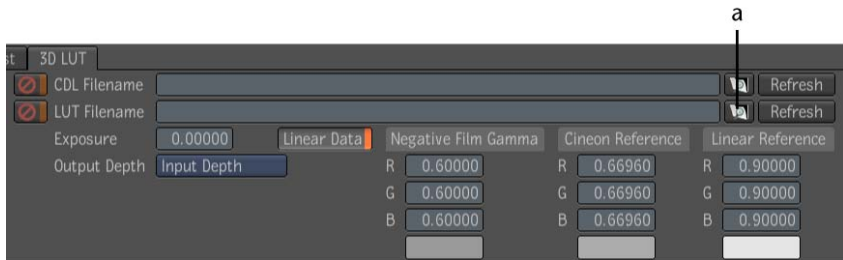 a
st 3D LUT
CDL Filename Refresh
LUT Filename Refresh
Exposure 0.00000 Linear Data Negative Film Gamma Cineon Reference Linear Reference
Output Depth Input Depth R 0.60000 R 0.66960 R 0.90000
G 0.60000 G 0.66960 G 0.90000
B 0.60000 B 0.66960 B 0.90000